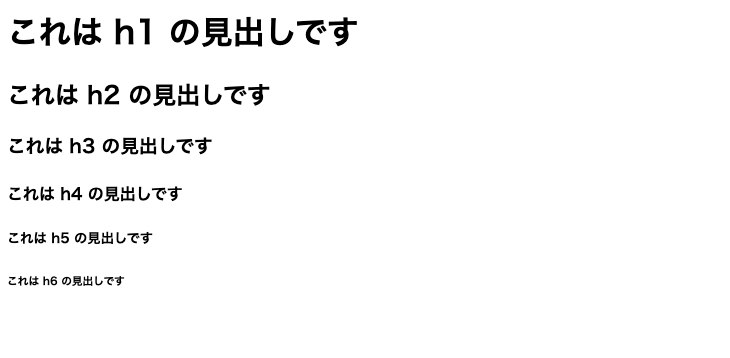 これは h1 の見出しです
これは h2 の見出しです
これは h3 の見出しです
これは h4 の見出しです
これは h5 の見出しです
これは h6 の見出しです